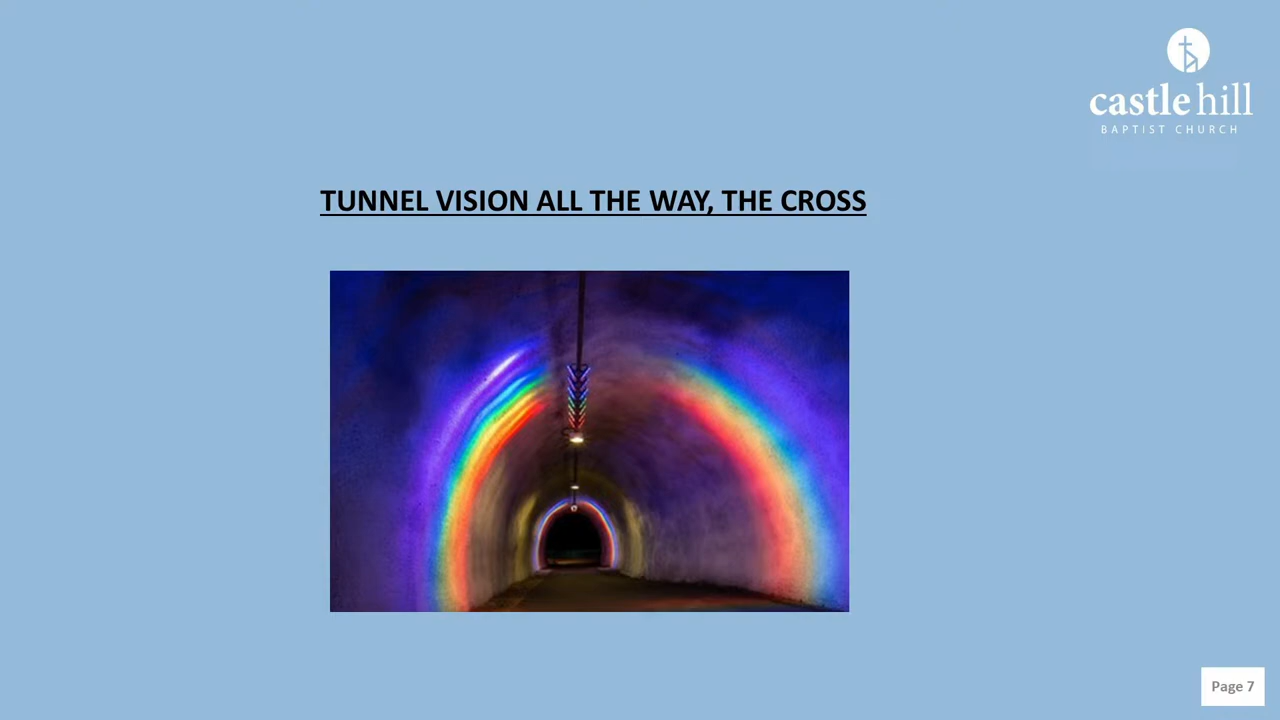 castle hill
BAPTIST CHURCH
TUNNEL VISION ALL THE WAY, THE CROSS
Page 7